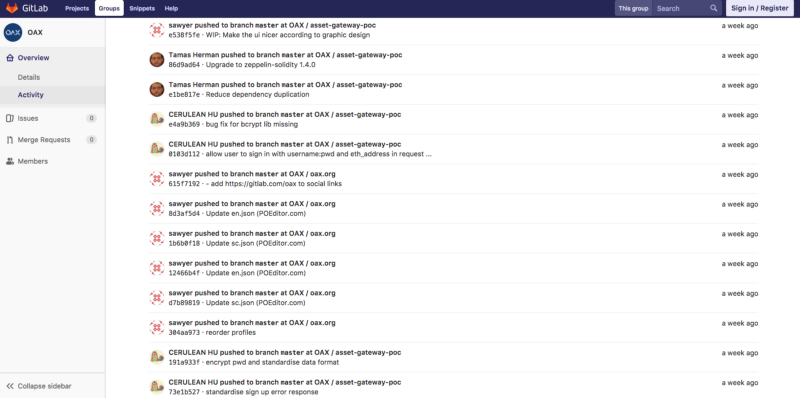 GitLab Projects Groups Snippets Help This group Search Sign in / Register
OAX OAX
Overview
Details
Activity
Issues 0
Merge Requests 0
Members
Collapse sidebar
sawyer pushed to branch master at OAX / asset-gateway-poc a week ago
e538f5fe · WIP: Make the ui nicer according to graphic design
Tamas Herman pushed to branch master at OAX / asset-gateway-poc a week ago
86d9ad64 · Upgrade to zeppelin-solidity 1.4.0
Tamas Herman pushed to branch master at OAX / asset-gateway-poc a week ago
e1be817e · Reduce dependency duplication
CERULEAN HU pushed to branch master at OAX / asset-gateway-poc a week ago
e4a9b369 · bug fix for bcrypt lib missing
CERULEAN HU pushed to branch master at OAX / asset-gateway-poc a week ago
0103d112 · allow user to sign in with username:pwd and eth_address in request ...
sawyer pushed to branch master at OAX / oax.org a week ago
615f7192 · - add https://gitlab.com/oax to social links
sawyer pushed to branch master at OAX / oax.org a week ago
8d3af5d4 · Update en.json (POEditor.com)
sawyer pushed to branch master at OAX / oax.org a week ago
1b6b0f18 · Update sc.json (POEditor.com)
sawyer pushed to branch master at OAX / oax.org a week ago
12466b4f · Update en.json (POEditor.com)
sawyer pushed to branch master at OAX / oax.org a week ago
d7b89819 · Update sc.json (POEditor.com)
sawyer pushed to branch master at OAX / oax.org a week ago
304aa973 · reorder profiles
CERULEAN HU pushed to branch master at OAX / asset-gateway-poc a week ago
191a933f · encrypt pwd and standardise data format
CERULEAN HU pushed to branch master at OAX / asset-gateway-poc a week ago
73e1b527 · standardise sign up error response